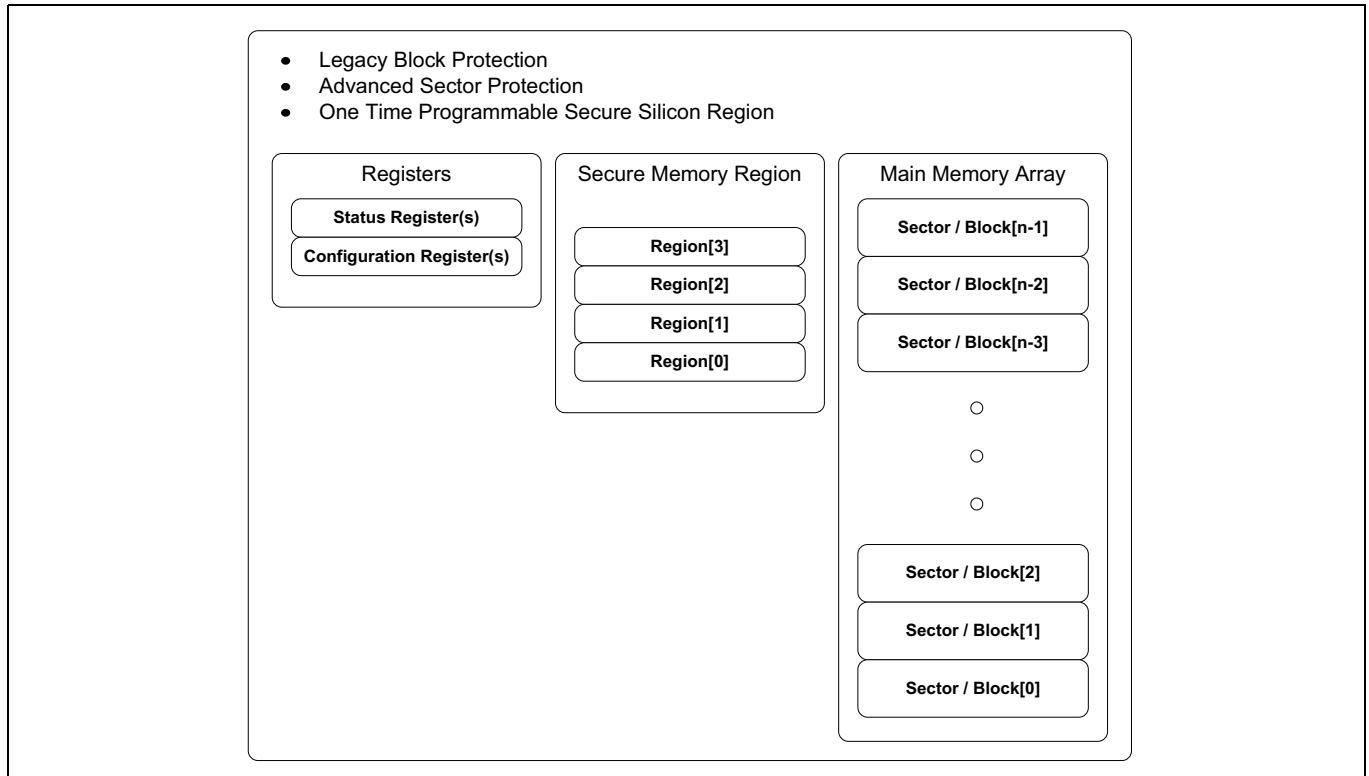 • Legacy Block Protection
• Advanced Sector Protection
• One Time Programmable Secure Silicon Region
Registers
Status Register(s)
Configuration Register(s)
Secure Memory Region
Region[3]
Region[2]
Region[1]
Region[0]
Main Memory Array
Sector / Block[n-1]
Sector / Block[n-2]
Sector / Block[n-3]
Sector / Block[2]
Sector / Block[1]
Sector / Block[0]